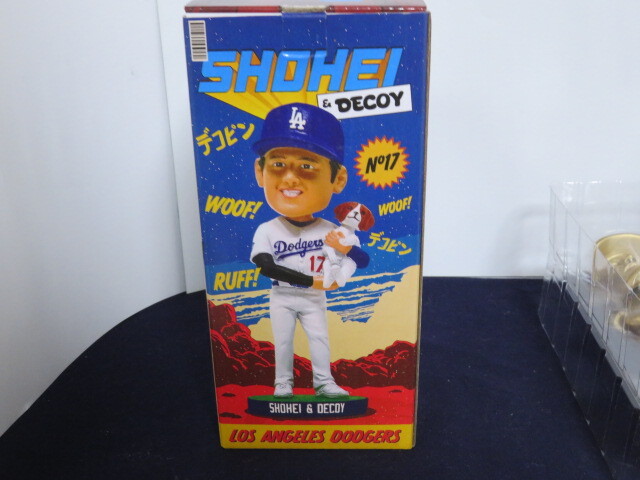 SHOHEI
& DECOY
LA
デコピン
Nº17
WOOF!
WOOF!
デコピン
Dodgers
17
RUFF!
SHOHEI & DECOY
LOS ANGELES DODGERS